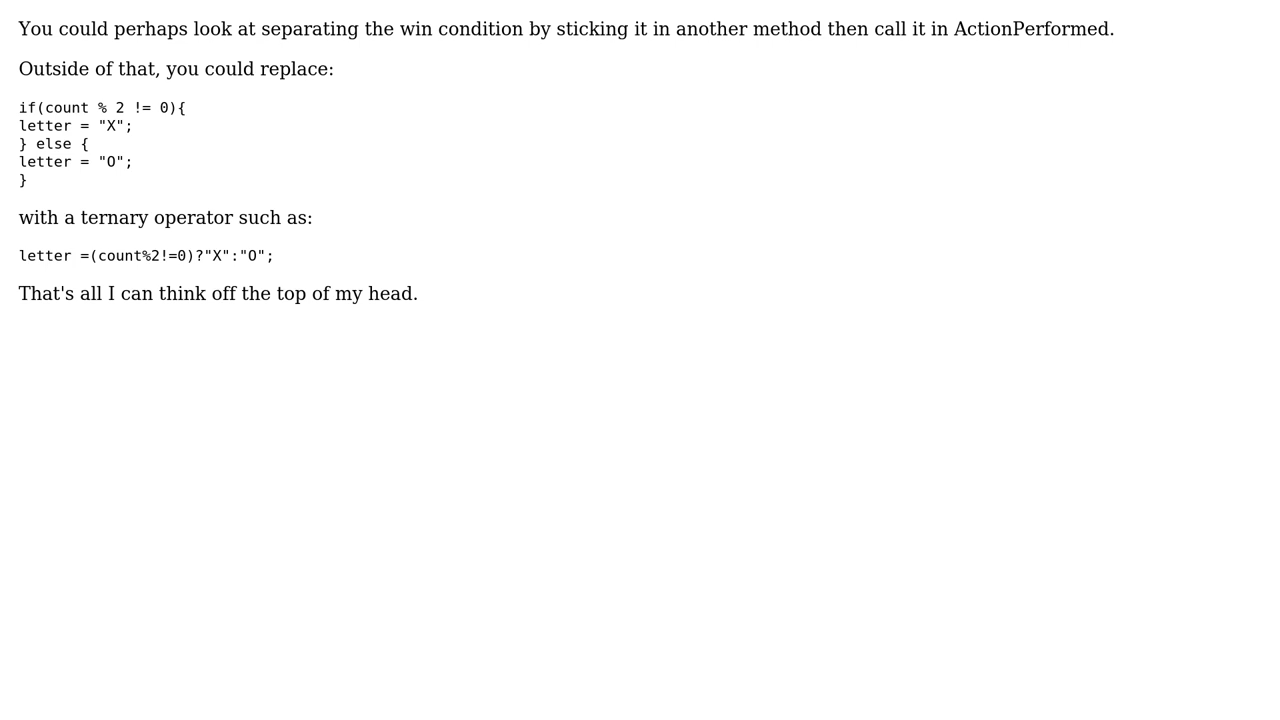 You could perhaps look at separating the win condition by sticking it in another method then call it in ActionPerformed.
Outside of that, you could replace:
if(count % 2 != 0){
letter = "X";
} else {
letter = "O";
}
with a ternary operator such as:
letter =(count%2!=0)?"X":"O";
That's all I can think off the top of my head.